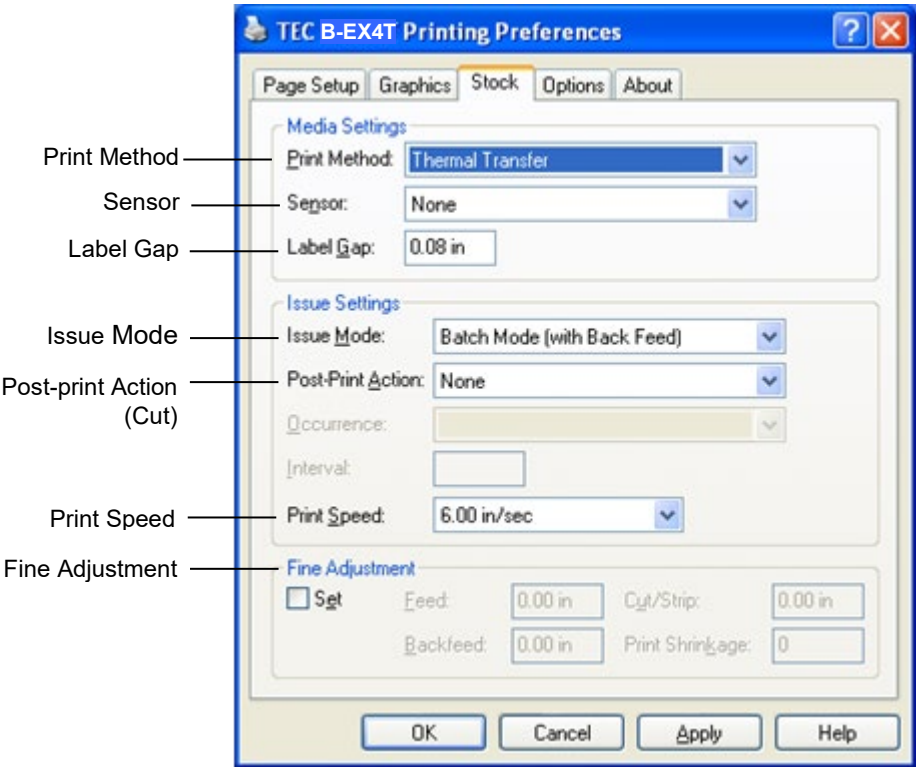 TEC B-EX4T Printing Preferences
Page Setup Graphics Stock Options About
Media Settings
Print Method
Print Method: Thermal Transfer
Sensor
Sensor: None
Label Gap
Label Gap: 0.08 in
Issue Settings
Issue Mode
Issue Mode: Batch Mode (with Back Feed)
Post-print Action
(Cut)
Post-Print Action: None
Occurrence:
Interval:
Print Speed
Print Speed: 6.00 in/sec
Fine Adjustment
Fine Adjustment
Set Feed: 0.00 in Cut/Strip: 0.00 in
Backfeed: 0.00 in Print Shrinkage: 0
OK Cancel Apply Help